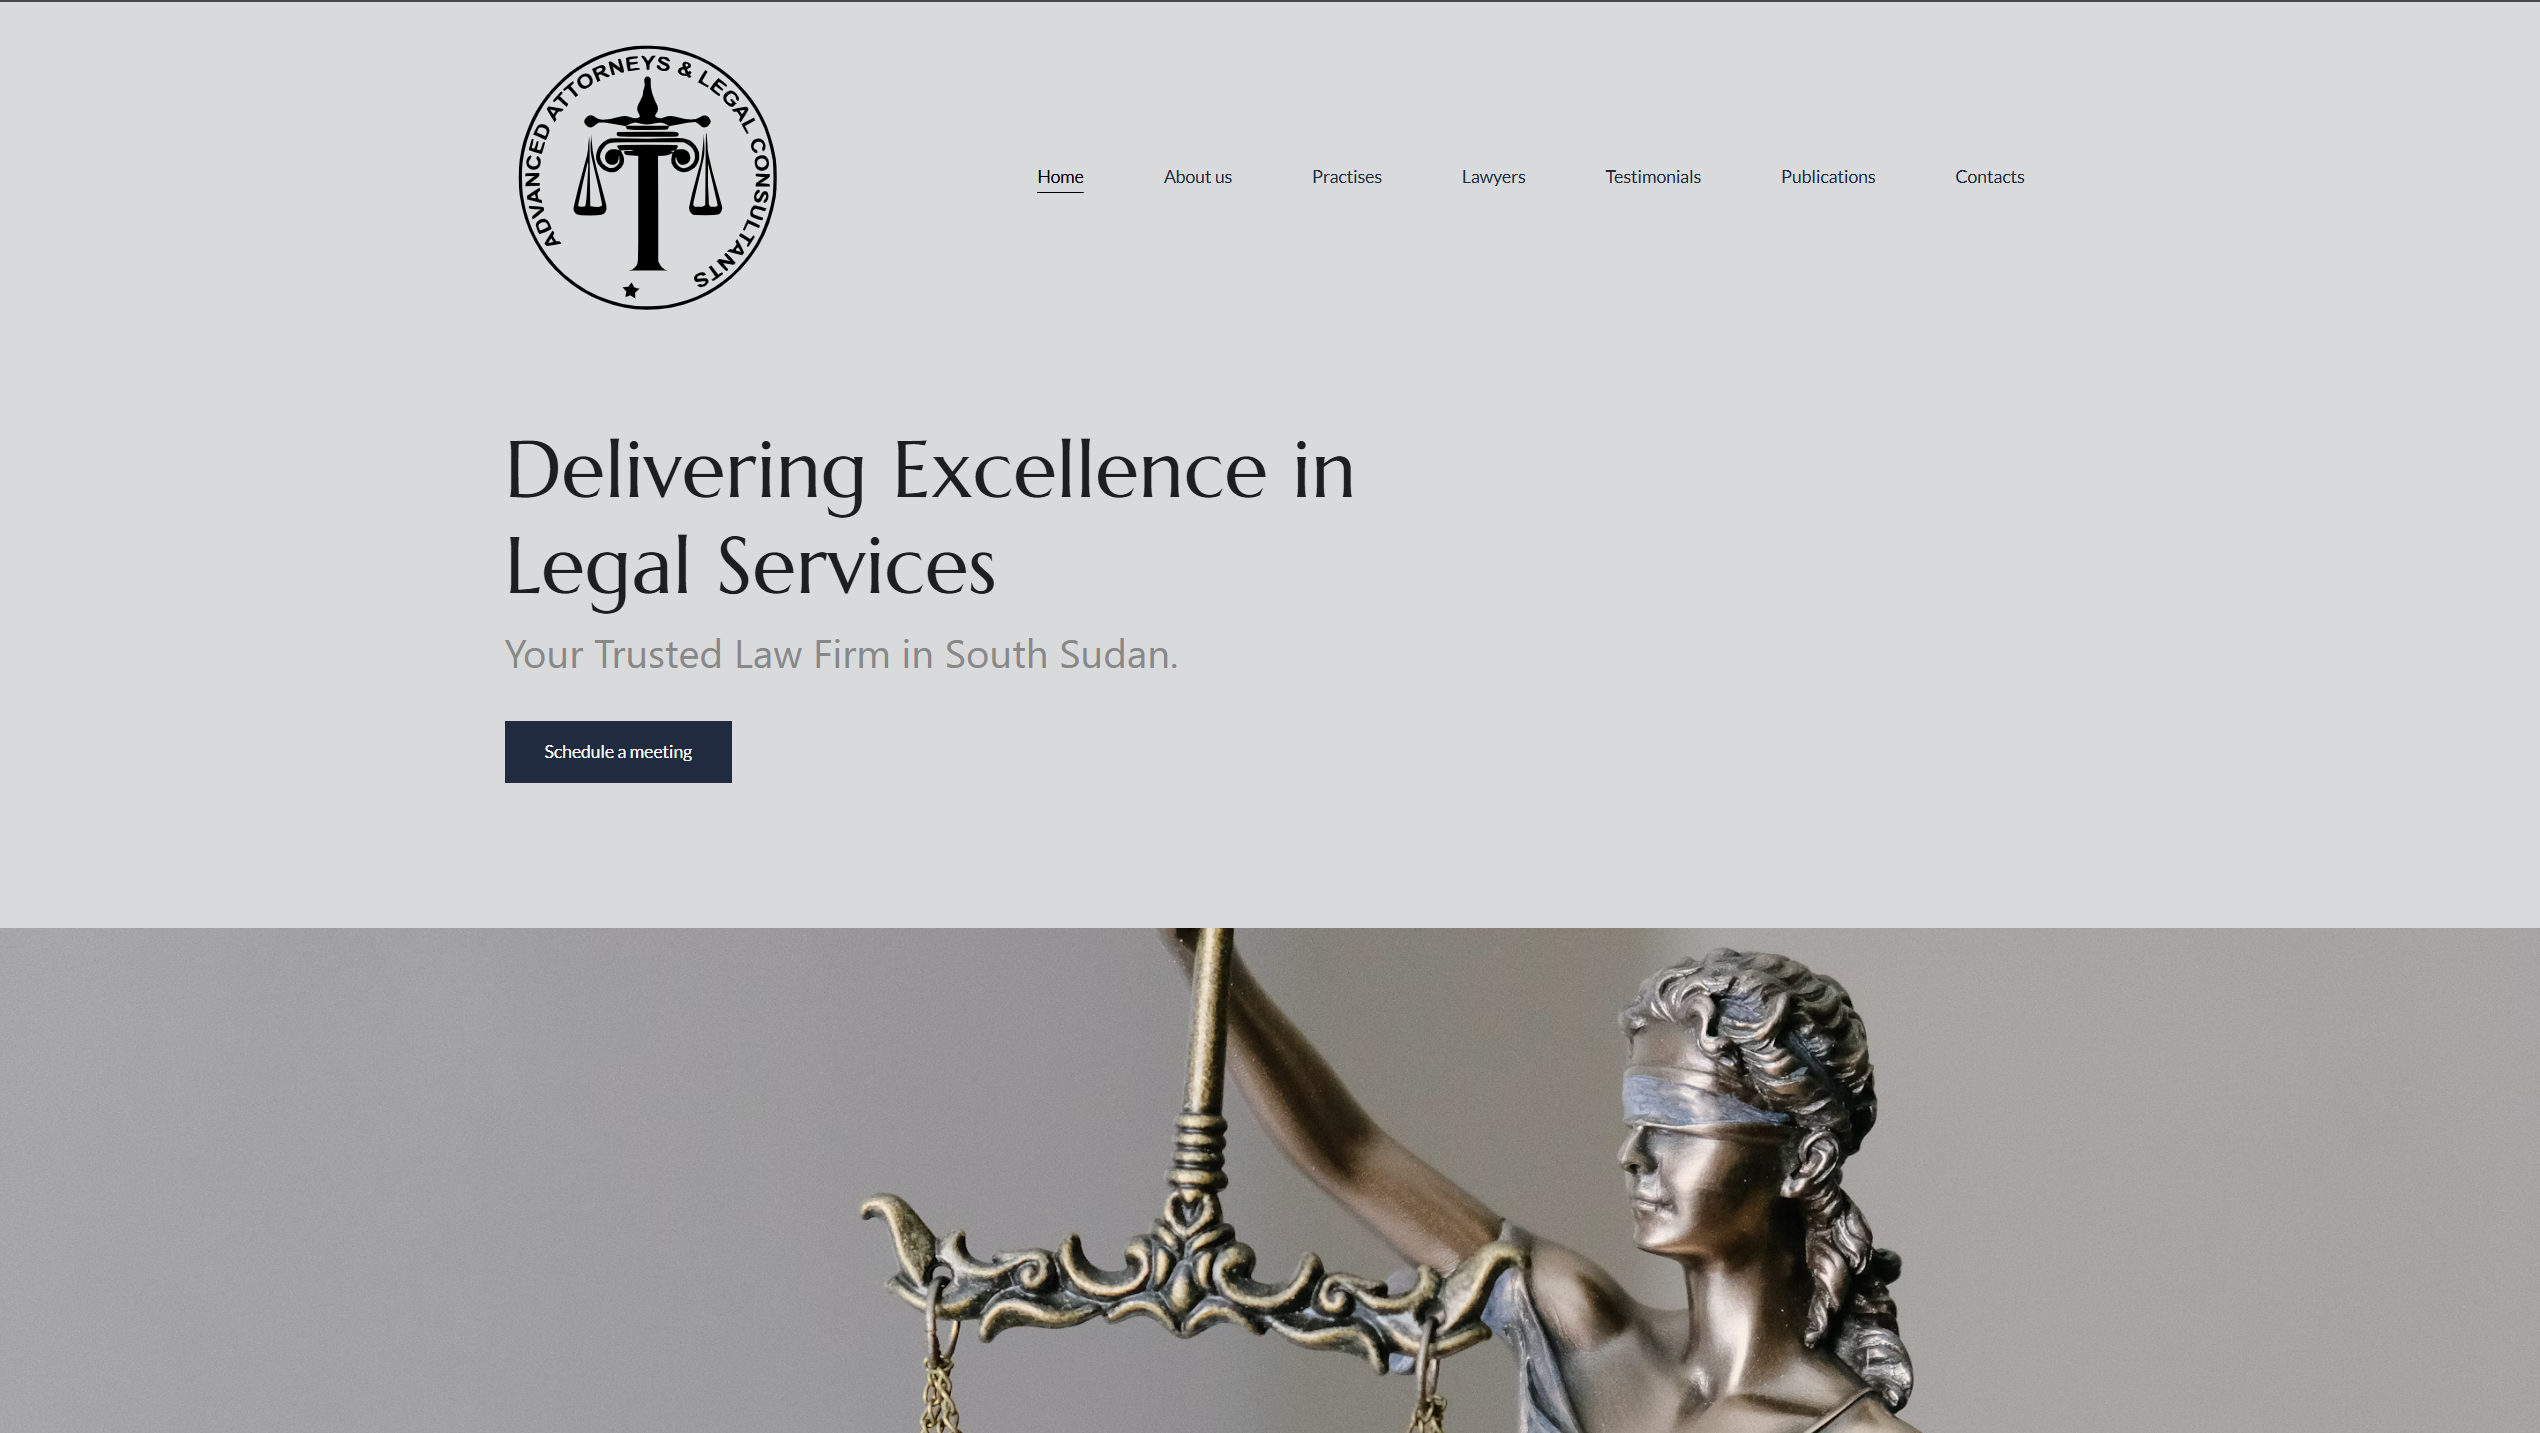 ADVANCED ATTORNEYS & LEGAL CONSULTANTS
Home About us Practises Lawyers Testimonials Publications Contacts
Delivering Excellence in
Legal Services
Your Trusted Law Firm in South Sudan.
Schedule a meeting